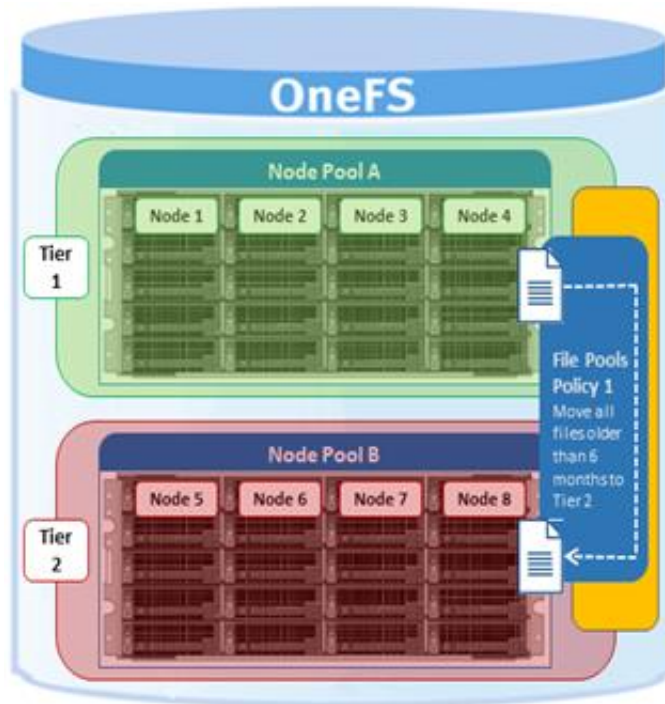 OneFS
Node Pool A
Node 1
Node 2
Node 3
Node 4
Tier
1
File Pools
Policy 1
Move all
files older
than 6
months to
Tier 2
Node Pool B
Node 5
Node 6
Node 7
Node 8
Tier
2